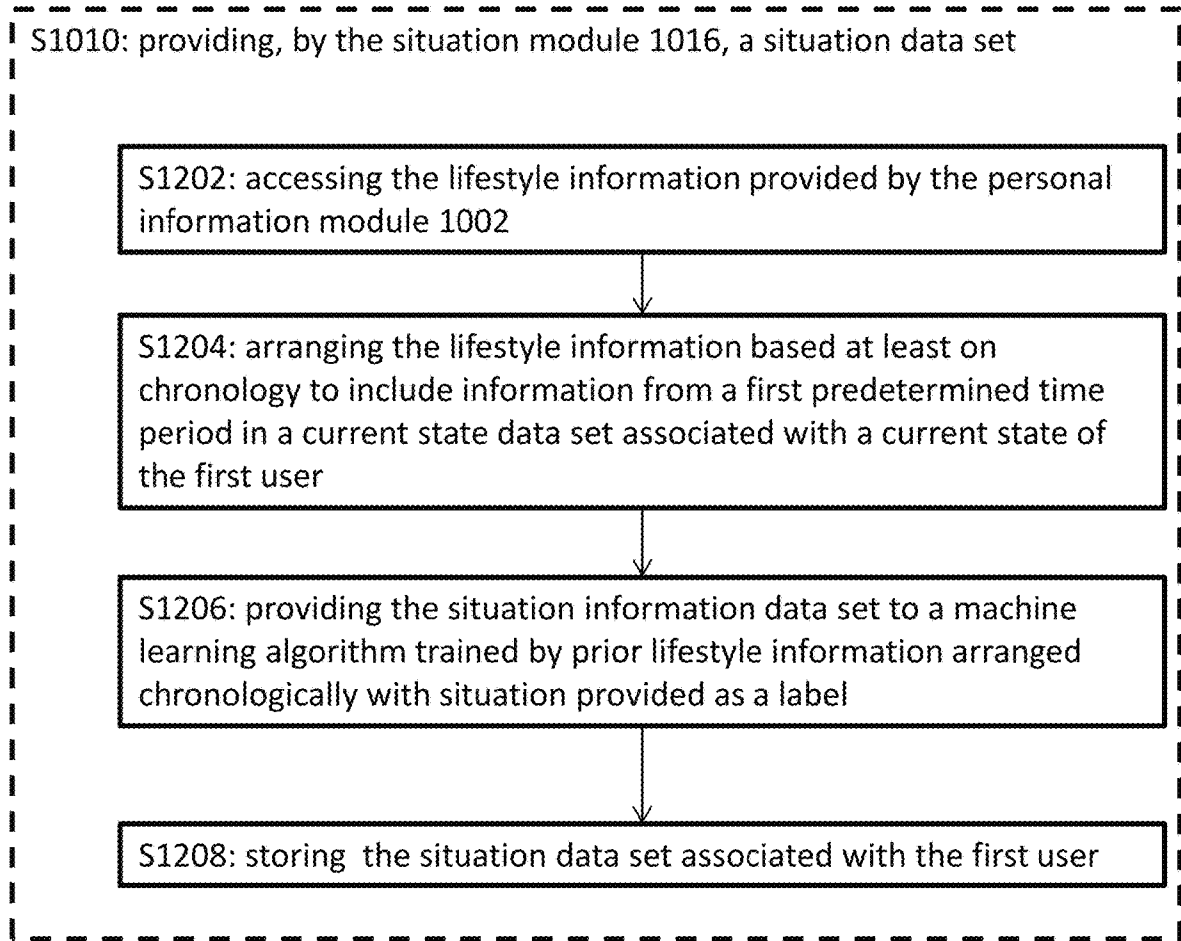 S1010: providing, by the situation module 1016, a situation data set
S1202: accessing the lifestyle information provided by the personal
information module 1002
S1204: arranging the lifestyle information based at least on
chronology to include information from a first predetermined time
period in a current state data set associated with a current state of
the first user
S1206: providing the situation information data set to a machine
learning algorithm trained by prior lifestyle information arranged
chronologically with situation provided as a label
S1208: storing  the situation data set associated with the first user